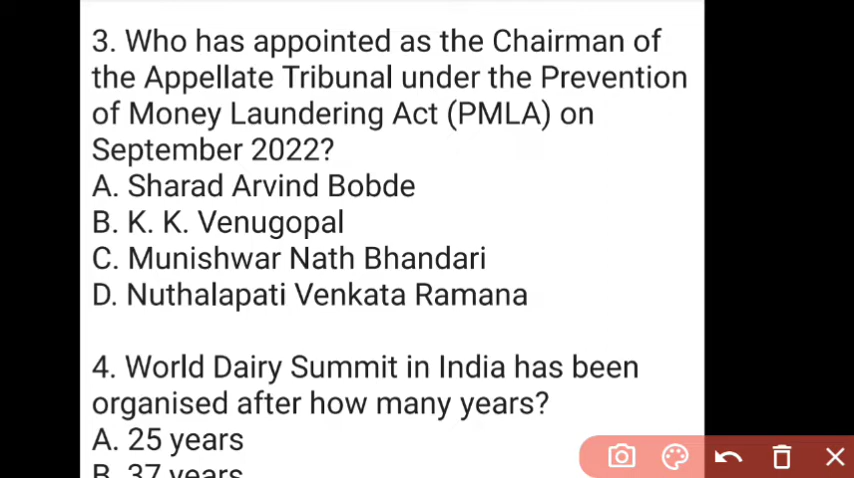 3. Who has appointed as the Chairman of
the Appellate Tribunal under the Prevention
of Money Laundering Act (PMLA) on
September 2022?
A. Sharad Arvind Bobde
B. K. K. Venugopal
C. Munishwar Nath Bhandari
D. Nuthalapati Venkata Ramana
4. World Dairy Summit in India has been
organised after how many years?
A. 25 years
B. 37 years